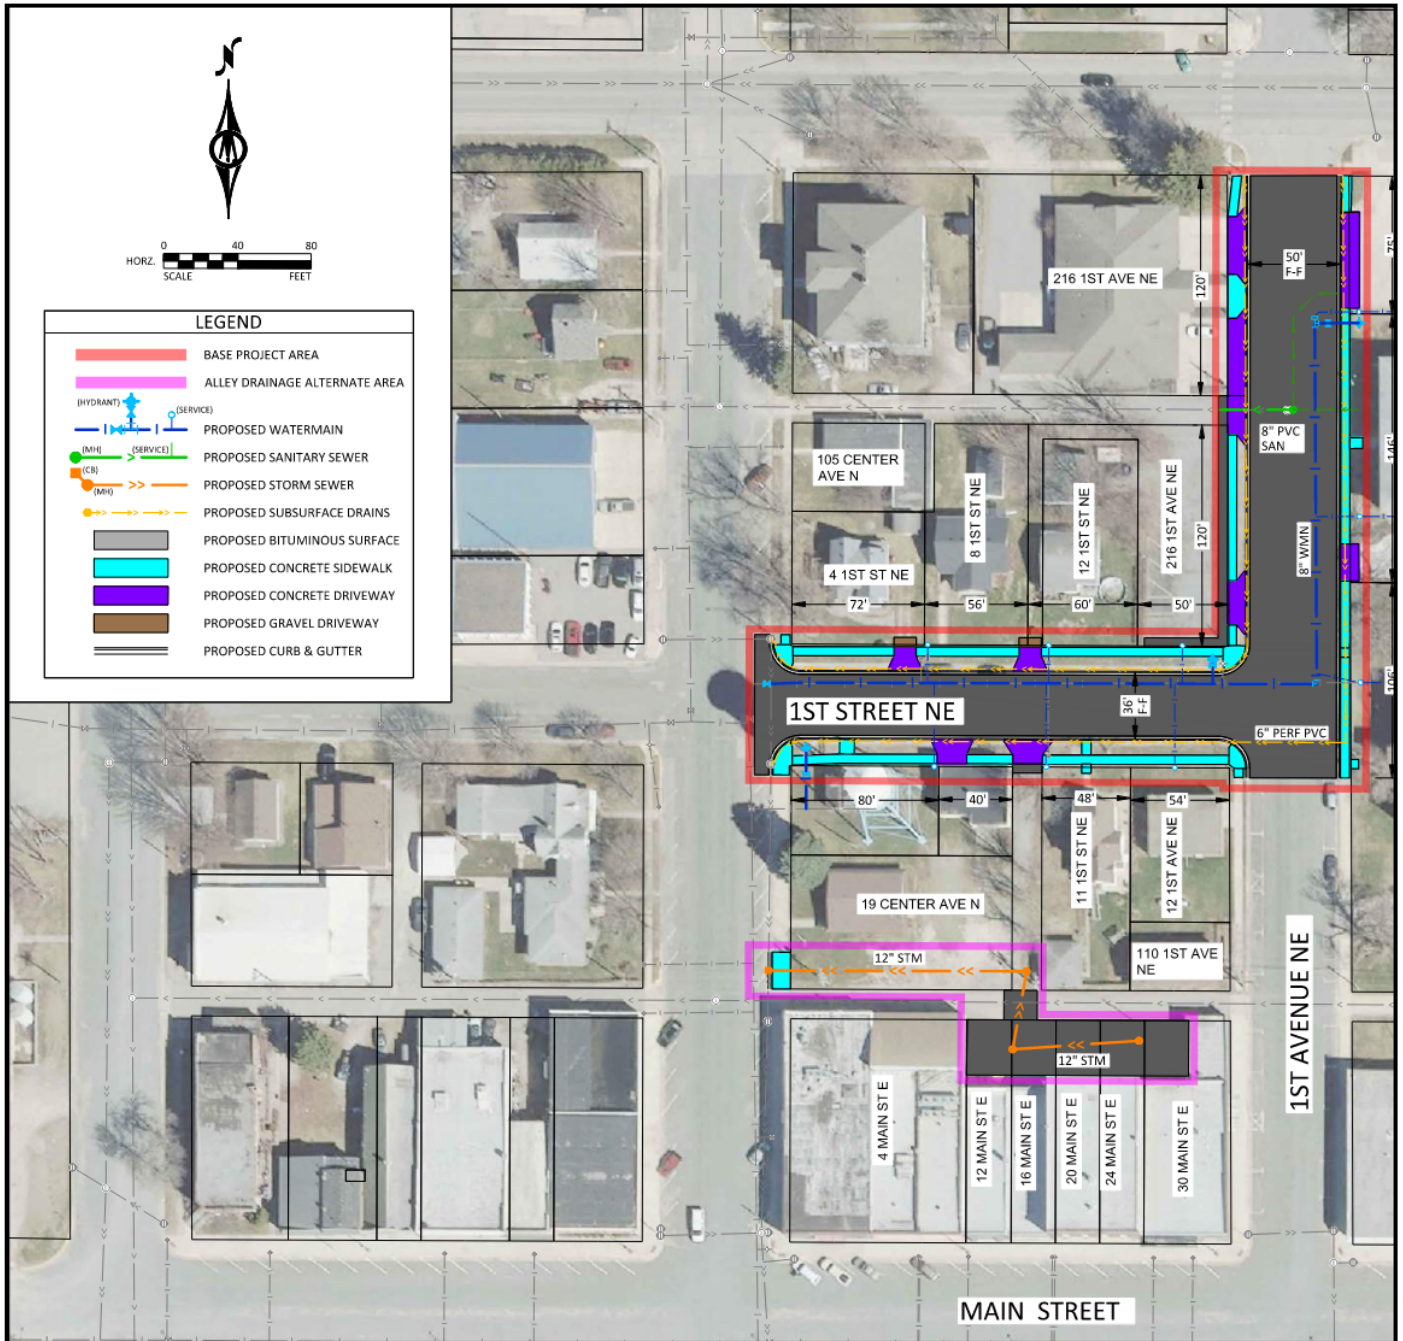 N
0 40 80
HORZ.
SCALE FEET
LEGEND
BASE PROJECT AREA
ALLEY DRAINAGE ALTERNATE AREA
(HYDRANT)
(SERVICE)
PROPOSED WATERMAIN
(MH) (SERVICE)
PROPOSED SANITARY SEWER
(CB)
(MH)
PROPOSED STORM SEWER
PROPOSED SUBSURFACE DRAINS
PROPOSED BITUMINOUS SURFACE
PROPOSED CONCRETE SIDEWALK
PROPOSED CONCRETE DRIVEWAY
PROPOSED GRAVEL DRIVEWAY
PROPOSED CURB & GUTTER
216 1ST AVE NE
120'
50'
F-F
75'
105 CENTER
AVE N
8 1ST ST NE
12 1ST ST NE
216 1ST AVE NE
120'
8" PVC
SAN
146'
8" WMN
4 1ST ST NE
72' 56' 60' 50'
1ST STREET NE
36'
F-F
106'
6" PERF PVC
80' 40' 48' 54'
19 CENTER AVE N
11 1ST ST NE
12 1ST AVE NE
110 1ST AVE
NE
12" STM
12" STM
1ST AVENUE NE
4 MAIN ST E
12 MAIN ST E
16 MAIN ST E
20 MAIN ST E
24 MAIN ST E
30 MAIN ST E
MAIN STREET